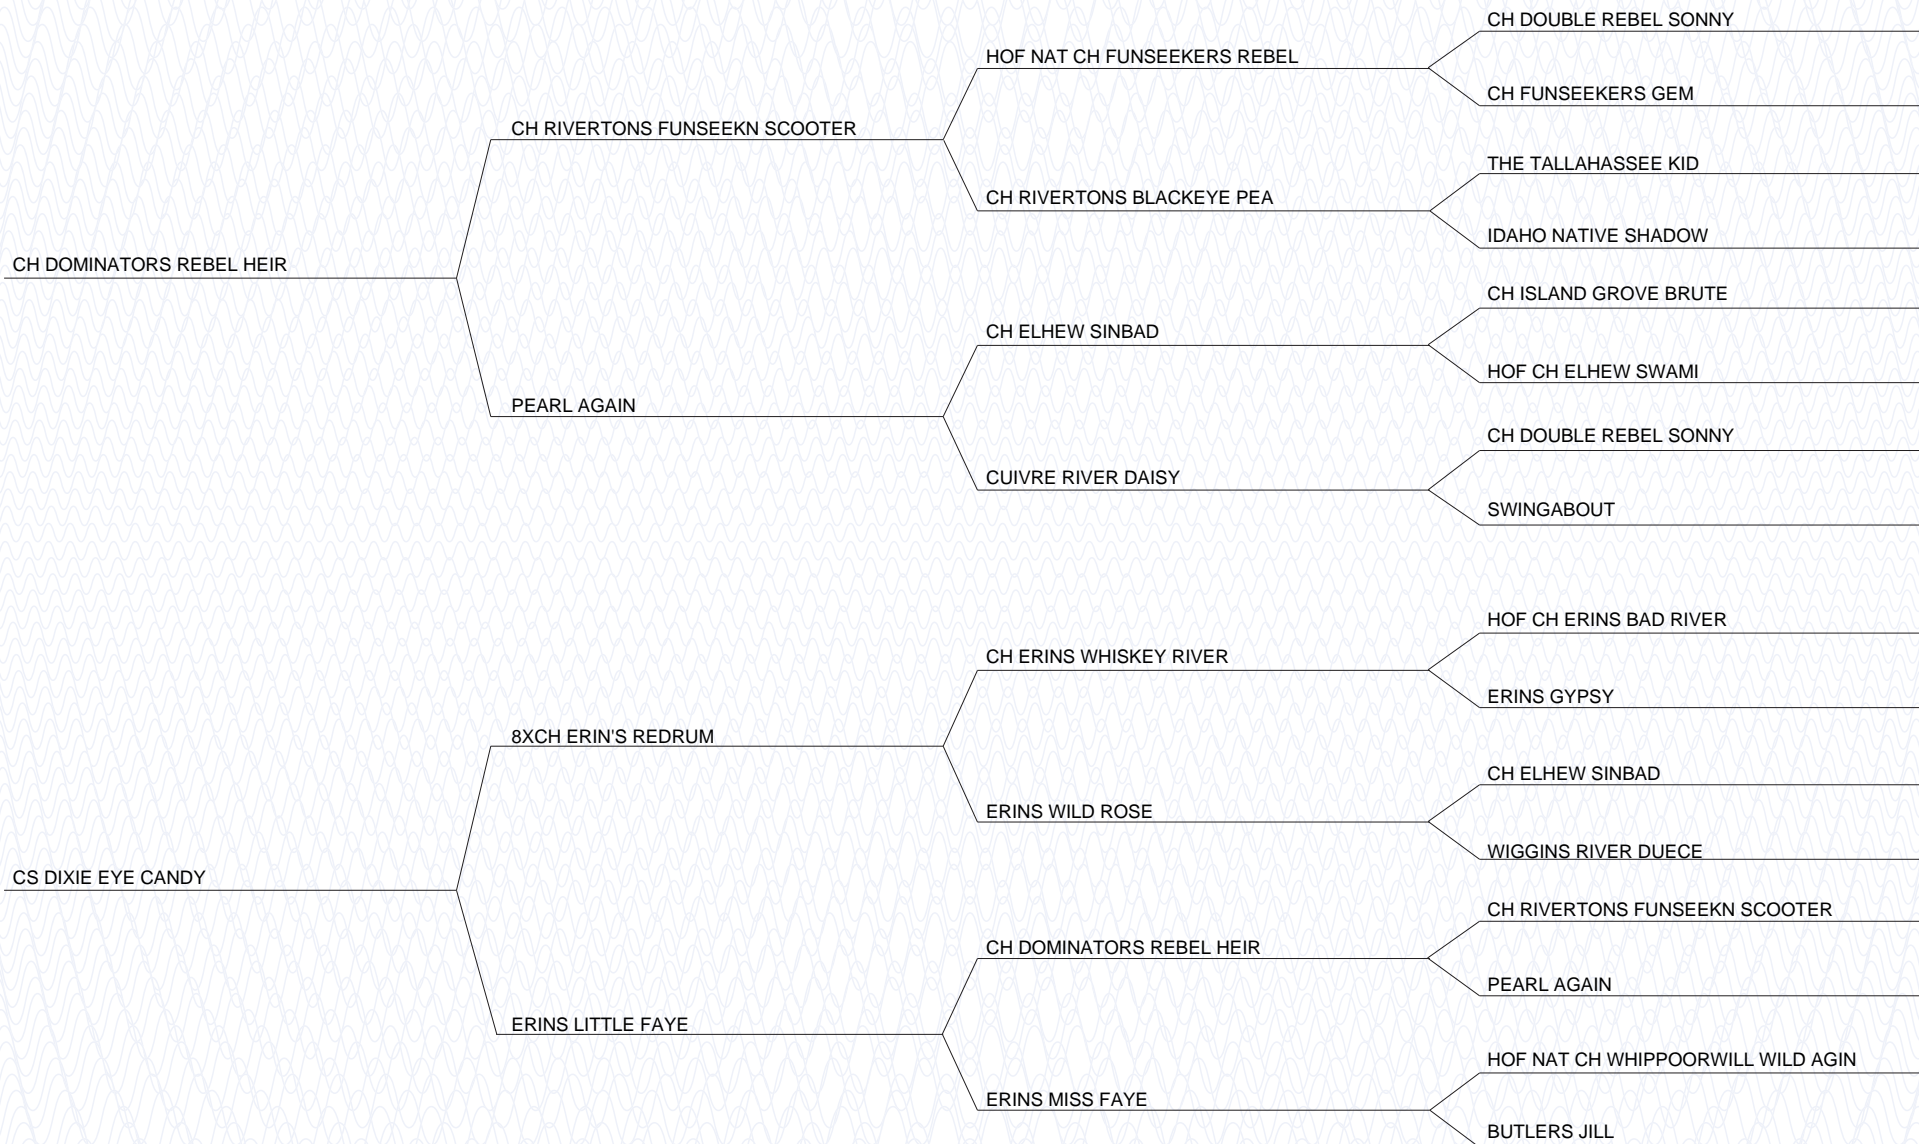 CH DOUBLE REBEL SONNY
HOF NAT CH FUNSEEKERS REBEL
CH FUNSEEKERS GEM
CH RIVERTONS FUNSEEKN SCOOTER
THE TALLAHASSEE KID
CH RIVERTONS BLACKEYE PEA
IDAHO NATIVE SHADOW
CH DOMINATORS REBEL HEIR
CH ISLAND GROVE BRUTE
CH ELHEW SINBAD
HOF CH ELHEW SWAMI
PEARL AGAIN
CH DOUBLE REBEL SONNY
CUIVRE RIVER DAISY
SWINGABOUT
HOF CH ERINS BAD RIVER
CH ERINS WHISKEY RIVER
ERINS GYPSY
8XCH ERIN'S REDRUM
CH ELHEW SINBAD
ERINS WILD ROSE
WIGGINS RIVER DUECE
CS DIXIE EYE CANDY
CH RIVERTONS FUNSEEKN SCOOTER
CH DOMINATORS REBEL HEIR
PEARL AGAIN
ERINS LITTLE FAYE
HOF NAT CH WHIPPOORWILL WILD AGIN
ERINS MISS FAYE
BUTLERS JILL